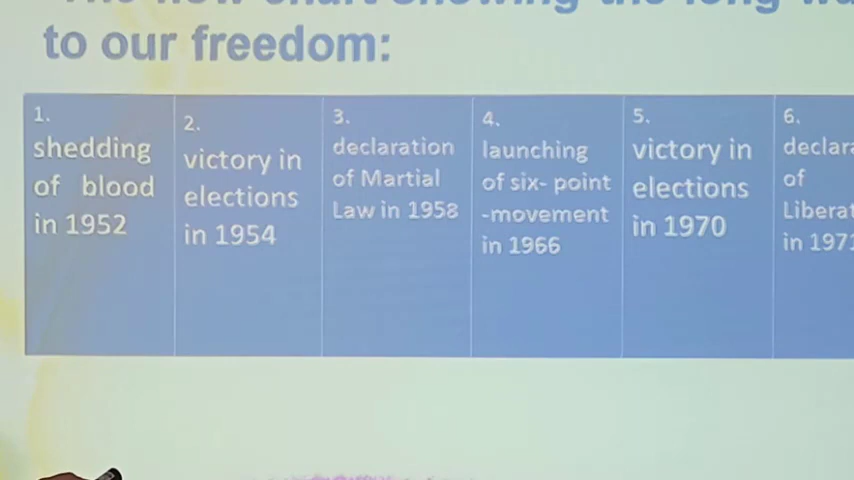 to our freedom:
1.
shedding
of blood
in 1952
2.
victory in
elections
in 1954
3.
declaration
of Martial
Law in 1958
4.
launching
of six- point
-movement
in 1966
5.
victory in
elections
in 1970
6.
of
in 1971